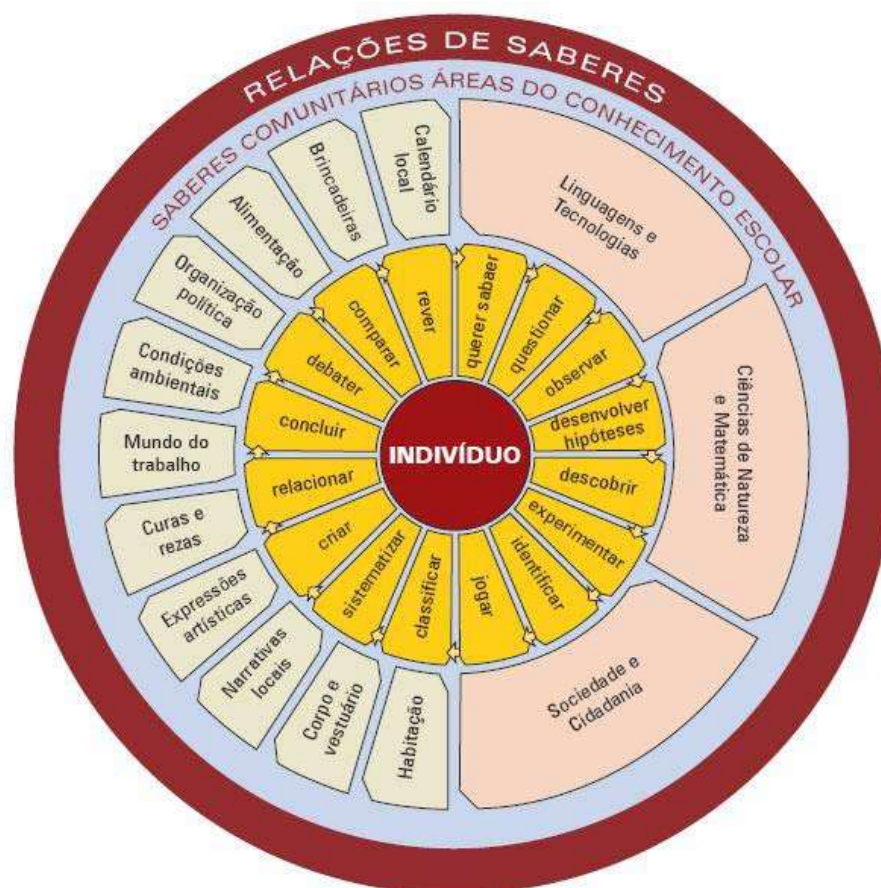 RELAÇÕES DE SABERES
SABERES COMUNITÁRIOS ÁREAS DO CONHECIMENTO ESCOLAR
Calendário
local
Brincadeiras
Alimentação
Organização
política
Condições
ambientais
Mundo do
trabalho
Curas e
rezas
Expressões
artísticas
Narrativas
locais
Corpo e
vestuário
Habitação
Linguagens e
Tecnologias
Ciências de Natureza
e Matemática
Sociedade e
Cidadania
querer sabaer
questionar
observar
desenvolver
hipóteses
descobrir
experimentar
identificar
jogar
classificar
sistematizar
criar
relacionar
concluir
debater
comparar
rever
INDIVÍDUO